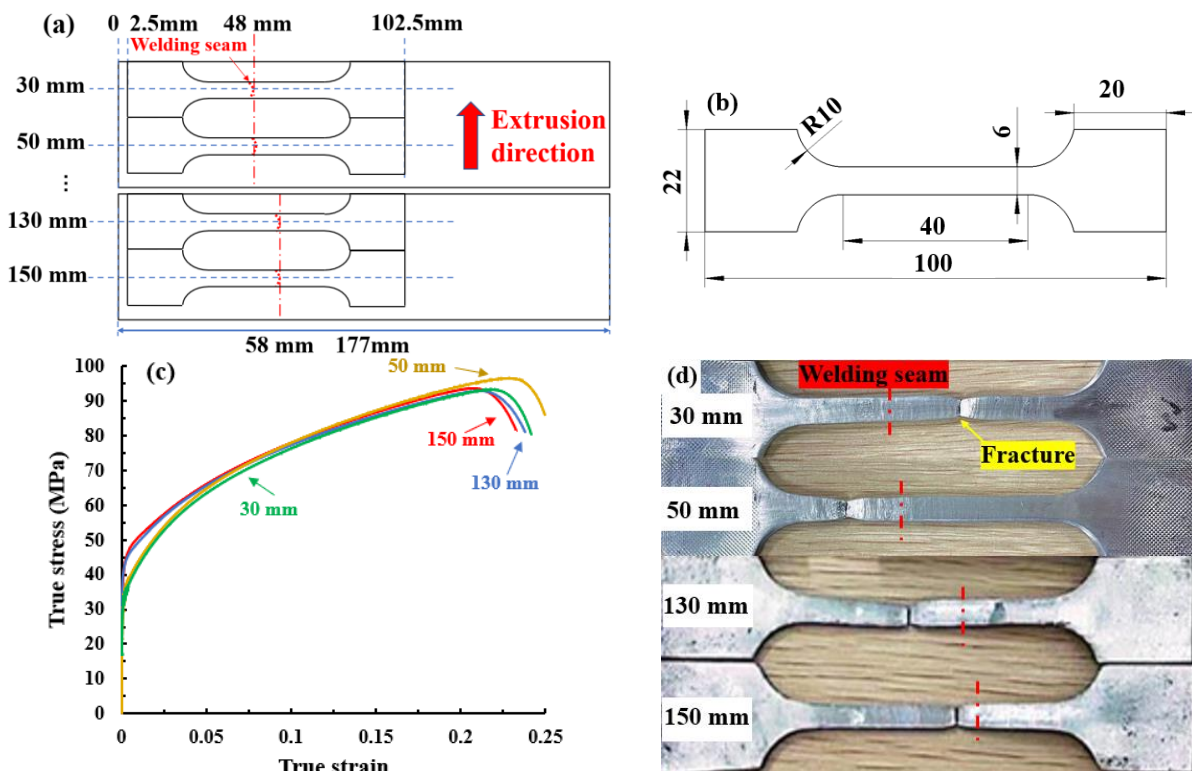 (a)
0 2.5mm 48 mm 102.5mm
Welding seam
30 mm
50 mm
...
130 mm
150 mm
Extrusion
direction
58 mm 177mm
(b)
20
R10
6
22
40
100
(c)
True stress (MPa)
100
90
80
70
60
50
40
30
20
10
0
50 mm
150 mm
130 mm
30 mm
0 0.05 0.1 0.15 0.2 0.25
True strain
(d)
Welding seam
30 mm
Fracture
50 mm
130 mm
150 mm